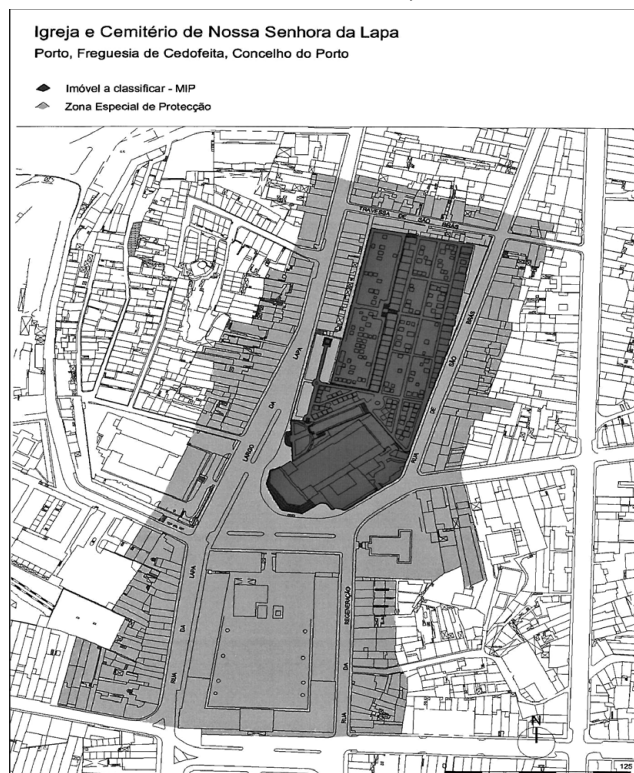 Igreja e Cemitério de Nossa Senhora da Lapa
Porto, Freguesia de Cedofeita, Concelho do Porto
Imóvel a classificar - MIP
Zona Especial de Protecção
TRAVESSA DE SÃO BRÁS
LARGO DA LAPA
RUA DE SÃO BRÁS
RUA DA LAPA
RUA DA REGENERAÇÃO
N
125